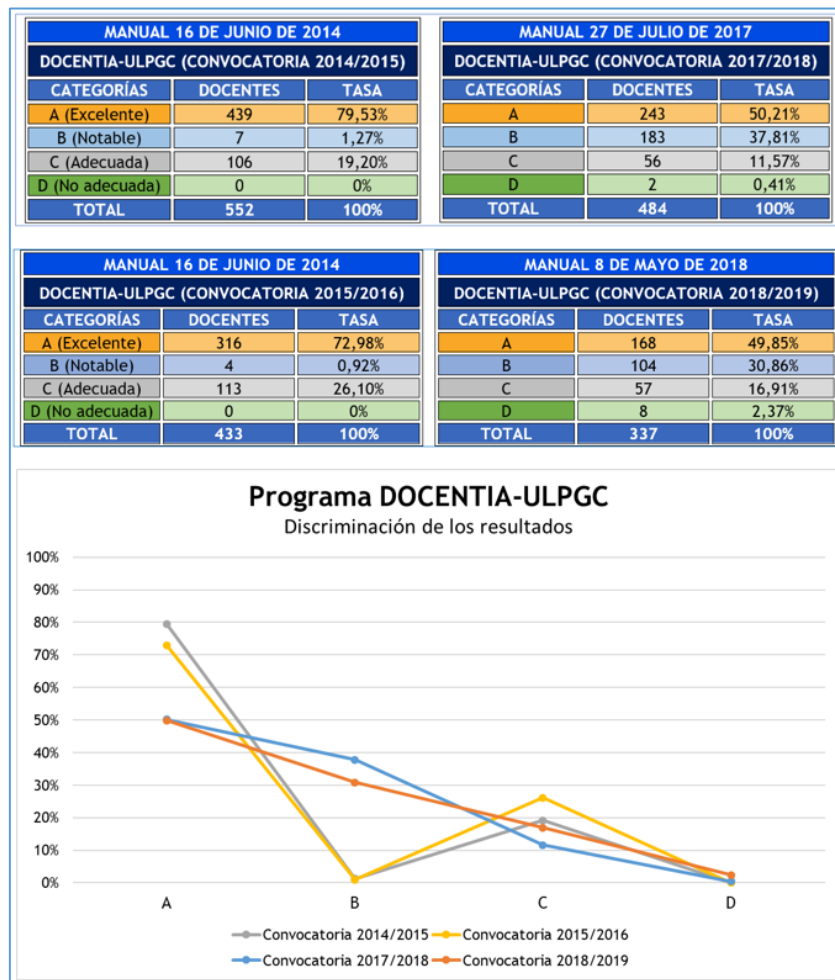 MANUAL 16 DE JUNIO DE 2014
DOCENTIA-ULPGC (CONVOCATORIA 2014/2015)
CATEGORÍAS DOCENTES TASA
A (Excelente) 439 79,53%
B (Notable) 7 1,27%
C (Adecuada) 106 19,20%
D (No adecuada) 0 0%
TOTAL 552 100%
MANUAL 27 DE JULIO DE 2017
DOCENTIA-ULPGC (CONVOCATORIA 2017/2018)
CATEGORÍAS DOCENTES TASA
A 243 50,21%
B 183 37,81%
C 56 11,57%
D 2 0,41%
TOTAL 484 100%
MANUAL 16 DE JUNIO DE 2014
DOCENTIA-ULPGC (CONVOCATORIA 2015/2016)
CATEGORÍAS DOCENTES TASA
A (Excelente) 316 72,98%
B (Notable) 4 0,92%
C (Adecuada) 113 26,10%
D (No adecuada) 0 0%
TOTAL 433 100%
MANUAL 8 DE MAYO DE 2018
DOCENTIA-ULPGC (CONVOCATORIA 2018/2019)
CATEGORÍAS DOCENTES TASA
A 168 49,85%
B 104 30,86%
C 57 16,91%
D 8 2,37%
TOTAL 337 100%
Programa DOCENTIA-ULPGC
Discriminación de los resultados
100%
90%
80%
70%
60%
50%
40%
30%
20%
10%
0%
A B C D
Convocatoria 2014/2015 Convocatoria 2015/2016
Convocatoria 2017/2018 Convocatoria 2018/2019